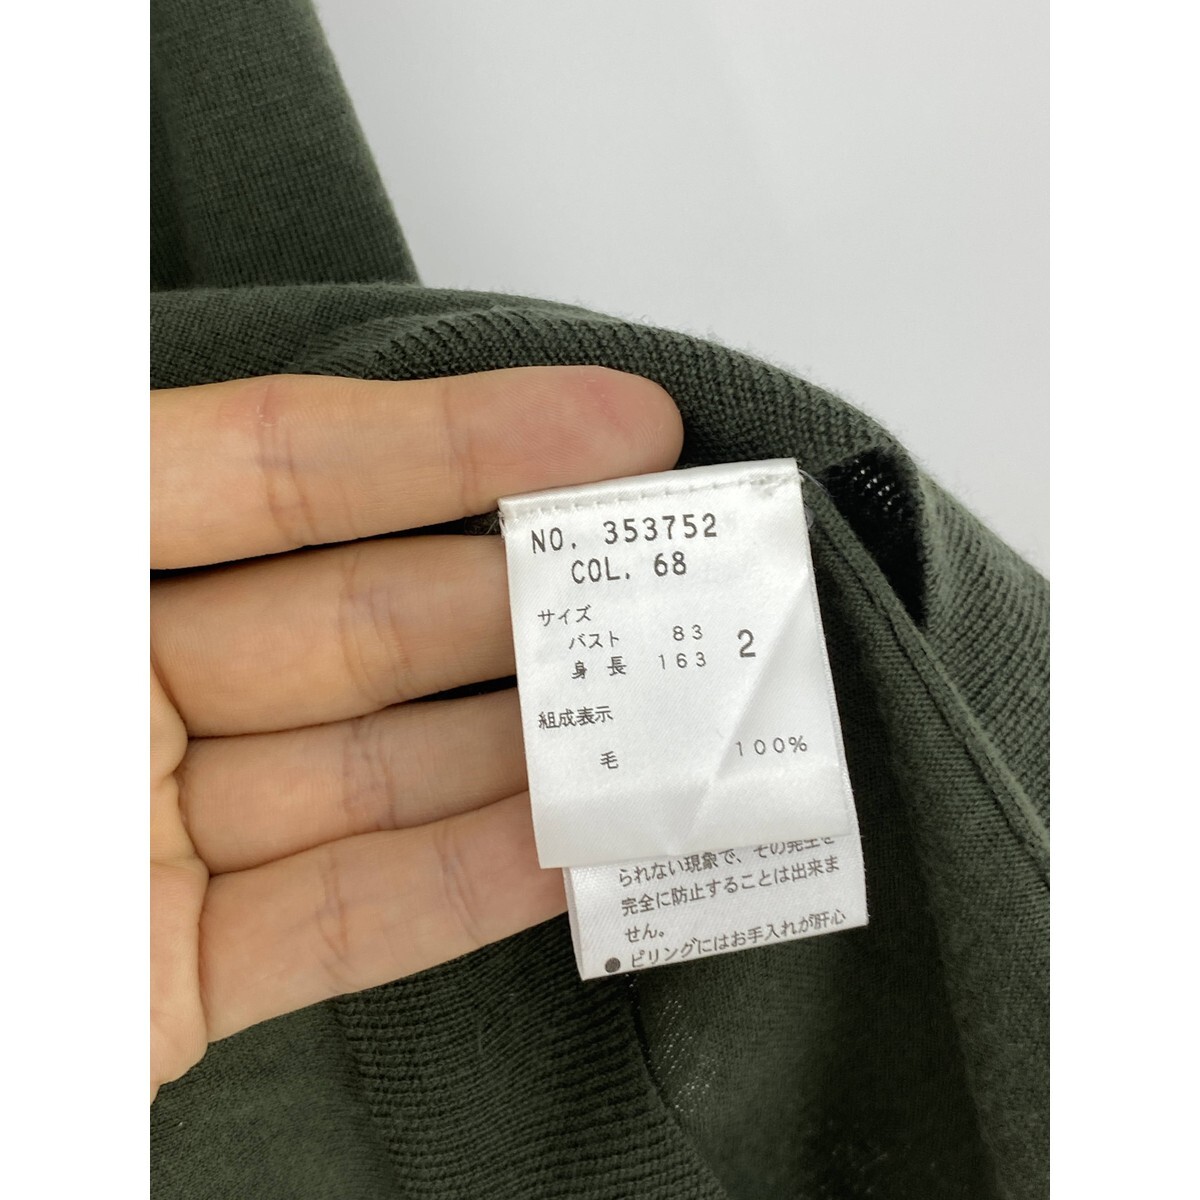 NO. 353752
COL. 68
サイズ
バスト 83 2
身長 163
組成表示
毛 100%
られない現象で、その発生を
完全に防止することは出来ま
せん。
● ピリングにはお手入れが肝心